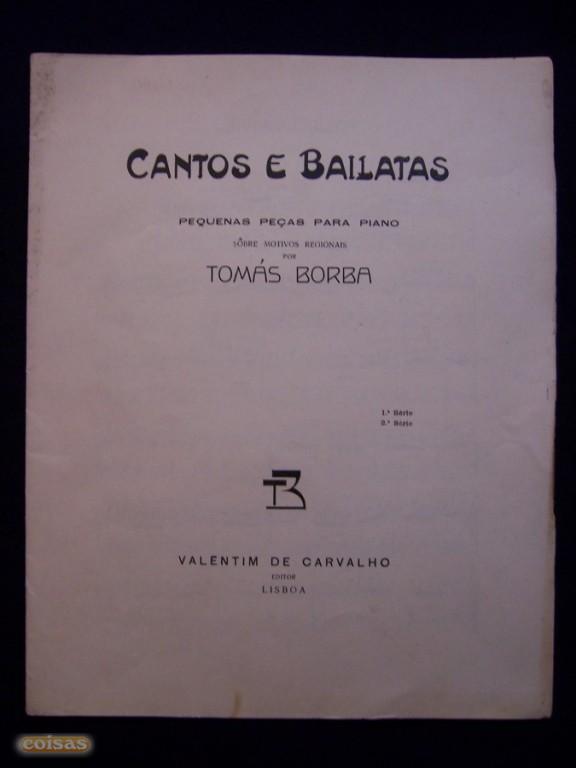 CANTOS E BAILATAS
PEQUENAS PEÇAS PARA PIANO
SÔBRE MOTIVOS REGIONAIS
POR
TOMÁS BORBA
1.ª Série
2.ª Série
TB
VALENTIM DE CARVALHO
EDITOR
LISBOA
coisas